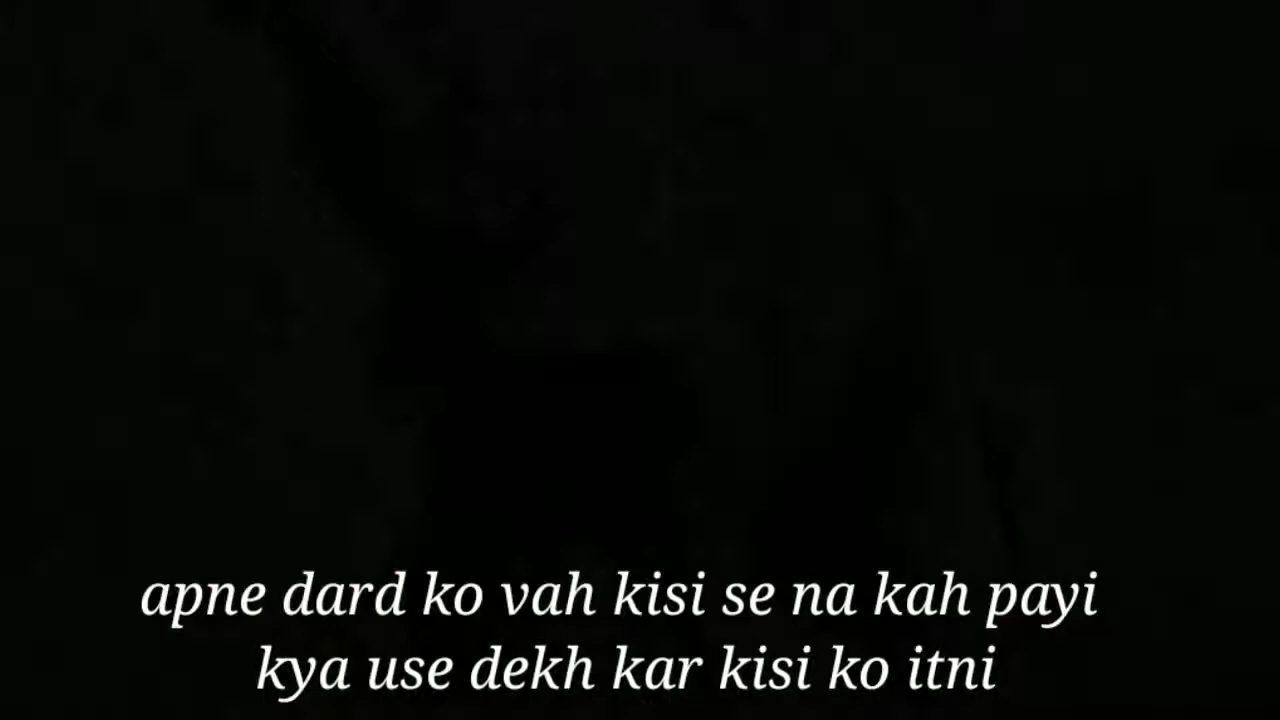 apne dard ko vah kisi se na kah payi
kya use dekh kar kisi ko itni